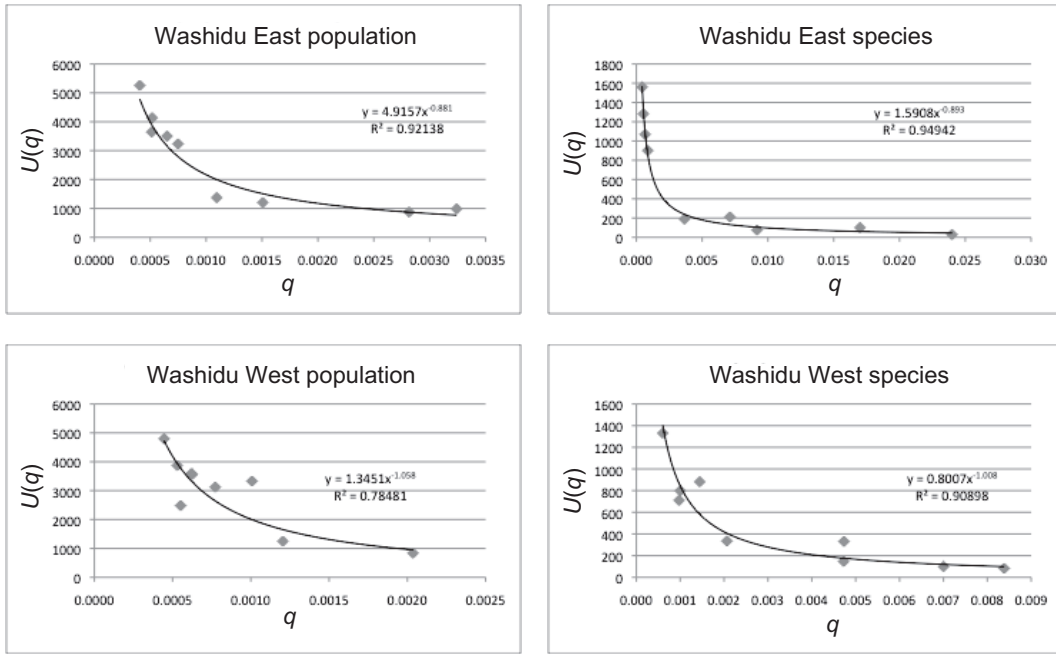 Washidu East population
6000
5000
4000
3000
2000
1000
0
U(q)
y = 4.9157x^-0.881
R² = 0.92138
0.0000 0.0005 0.0010 0.0015 0.0020 0.0025 0.0030 0.0035
q
Washidu East species
1800
1600
1400
1200
1000
800
600
400
200
0
U(q)
y = 1.5908x^-0.893
R² = 0.94942
0.000 0.005 0.010 0.015 0.020 0.025 0.030
q
Washidu West population
6000
5000
4000
3000
2000
1000
0
U(q)
y = 1.3451x^-1.058
R² = 0.78481
0.0000 0.0005 0.0010 0.0015 0.0020 0.0025
q
Washidu West species
1600
1400
1200
1000
800
600
400
200
0
U(q)
y = 0.8007x^-1.008
R² = 0.90898
0.000 0.001 0.002 0.003 0.004 0.005 0.006 0.007 0.008 0.009
q